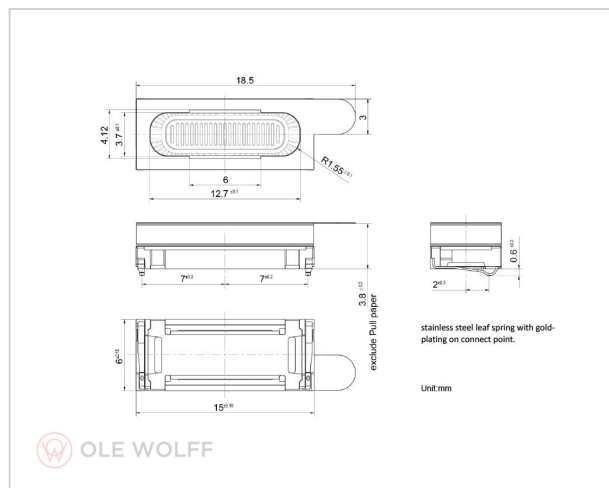 18.5
4.12
3.7 ±0.1
3
R1.55 ±0.1
6
12.7 ±0.1
7±0.2
7±0.2
3.8 ±0.2
exclude Pull paper
0.6 ±0.2
2±0.3
stainless steel leaf spring with gold-
plating on connect point.
6±0.15
Unit:mm
15±0.15
OLE WOLFF